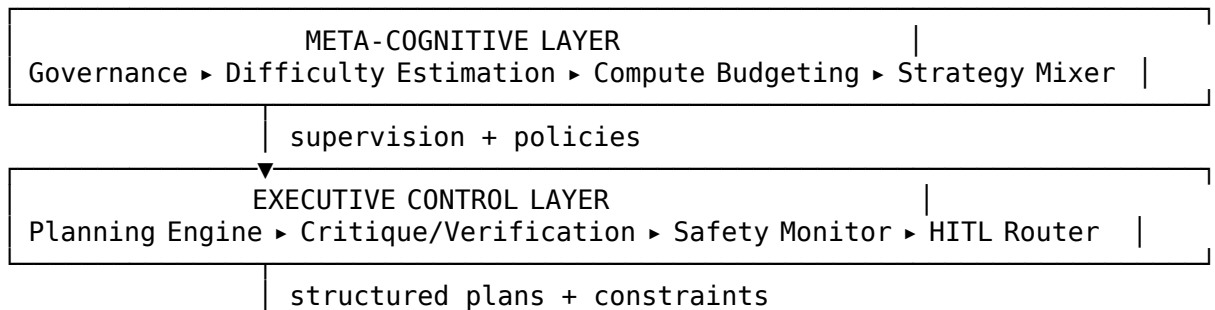 META-COGNITIVE LAYER
Governance ▸ Difficulty Estimation ▸ Compute Budgeting ▸ Strategy Mixer
supervision + policies
EXECUTIVE CONTROL LAYER
Planning Engine ▸ Critique/Verification ▸ Safety Monitor ▸ HITL Router
structured plans + constraints